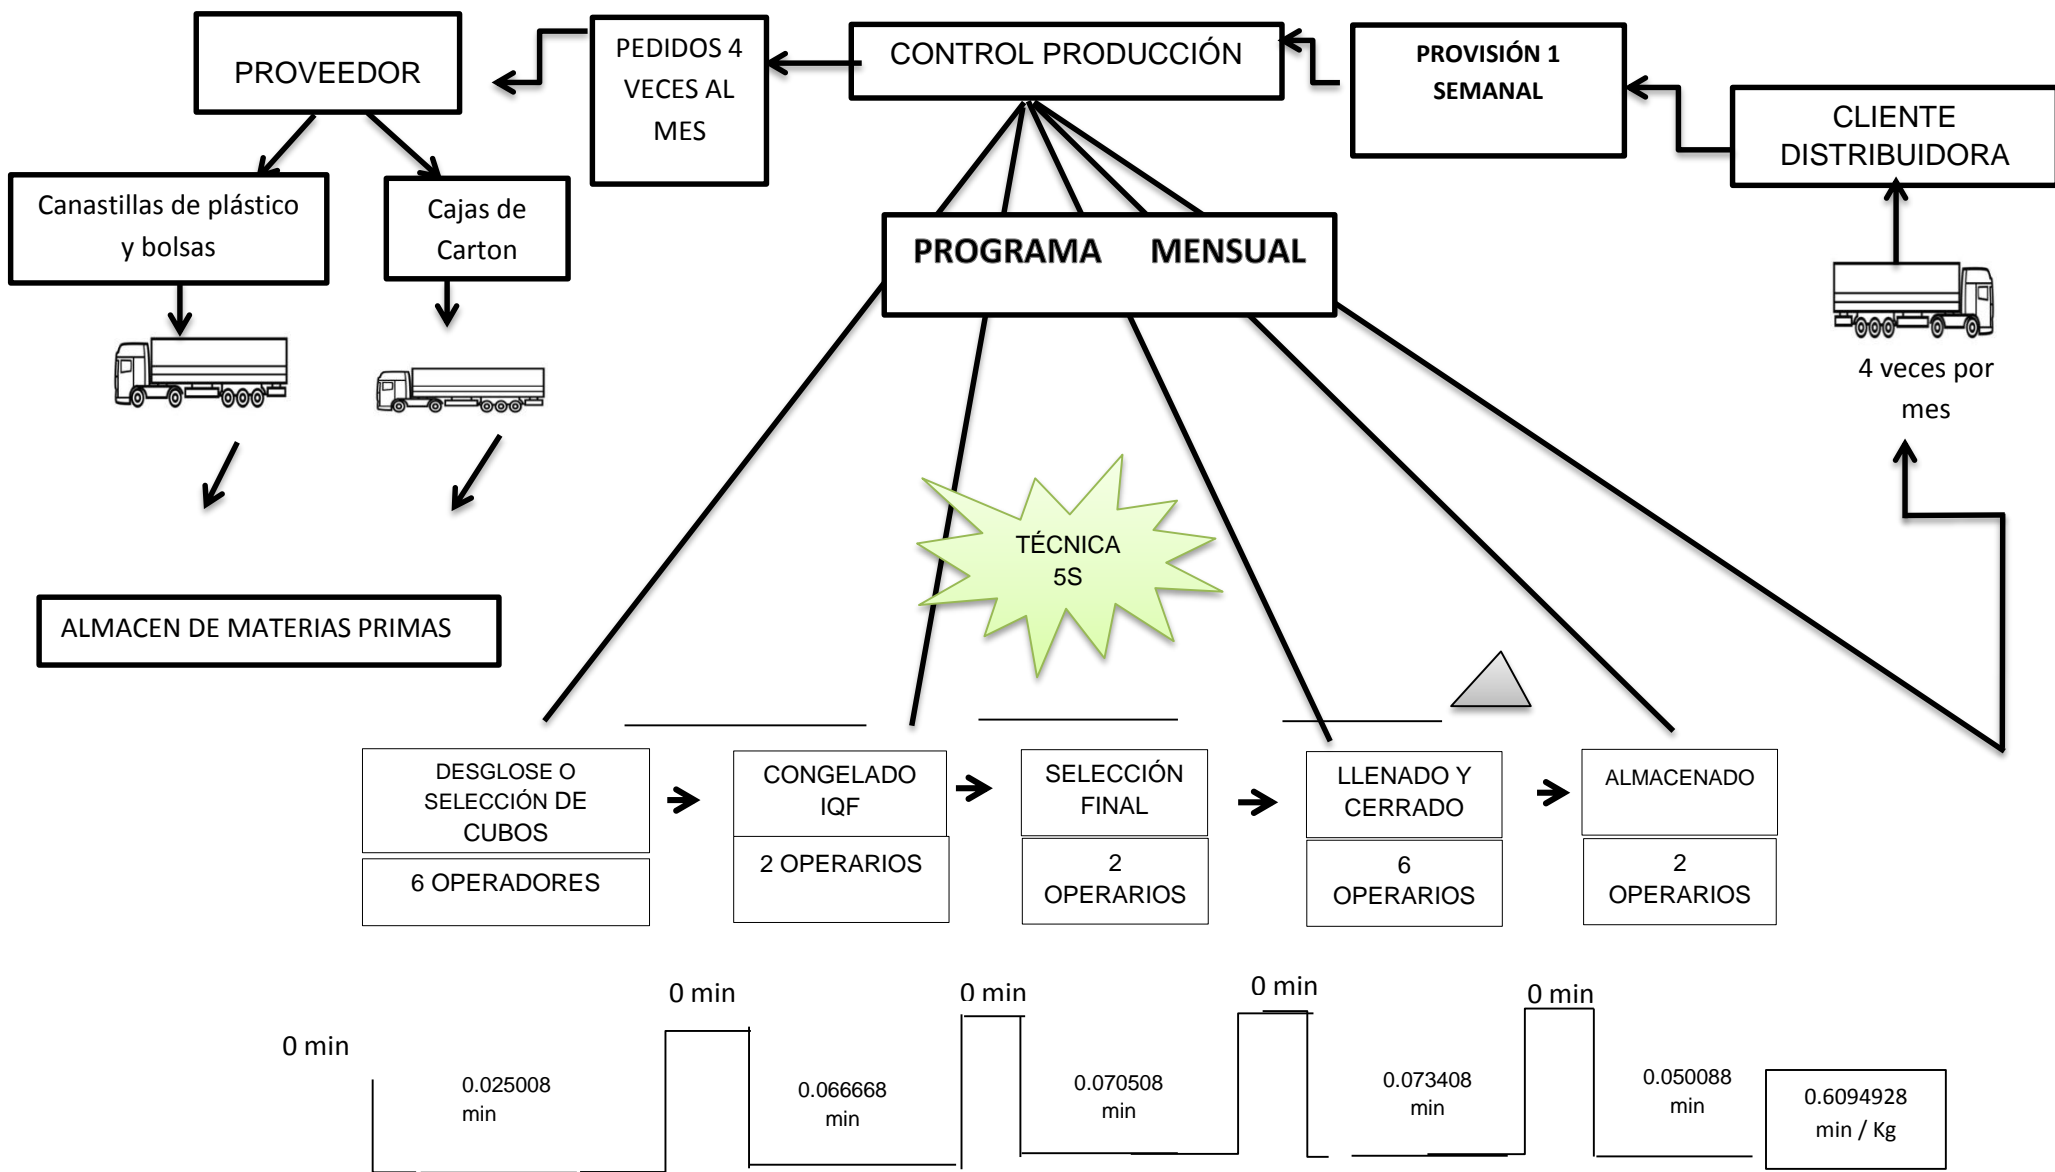 PROVEEDOR
PEDIDOS 4
VECES AL
MES
CONTROL PRODUCCIÓN
PROVISIÓN 1
SEMANAL
CLIENTE
DISTRIBUIDORA
Canastillas de plástico
y bolsas
Cajas de
Carton
PROGRAMA MENSUAL
4 veces por
mes
TÉCNICA
5S
ALMACEN DE MATERIAS PRIMAS
DESGLOSE O
SELECCIÓN DE
CUBOS
6 OPERADORES
CONGELADO
IQF
2 OPERARIOS
SELECCIÓN
FINAL
2
OPERARIOS
LLENADO Y
CERRADO
6
OPERARIOS
ALMACENADO
2
OPERARIOS
0 min
0 min
0 min
0 min
0 min
0.025008
min
0.066668
min
0.070508
min
0.073408
min
0.050088
min
0.6094928
min / Kg